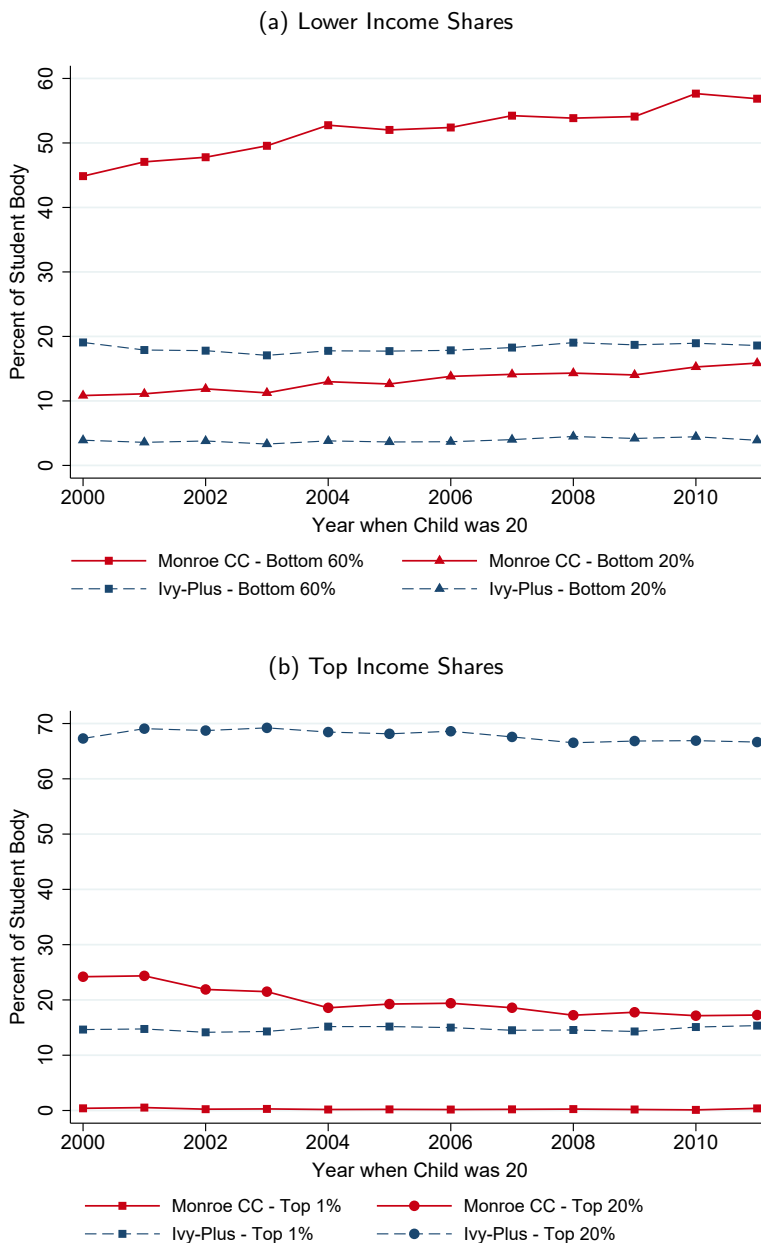 (a) Lower Income Shares
60
50
40
30
20
10
0
Percent of Student Body
2000 2002 2004 2006 2008 2010
Year when Child was 20
Monroe CC - Bottom 60% Monroe CC - Bottom 20%
Ivy-Plus - Bottom 60% Ivy-Plus - Bottom 20%
(b) Top Income Shares
70
60
50
40
30
20
10
0
Percent of Student Body
2000 2002 2004 2006 2008 2010
Year when Child was 20
Monroe CC - Top 1% Monroe CC - Top 20%
Ivy-Plus - Top 1% Ivy-Plus - Top 20%